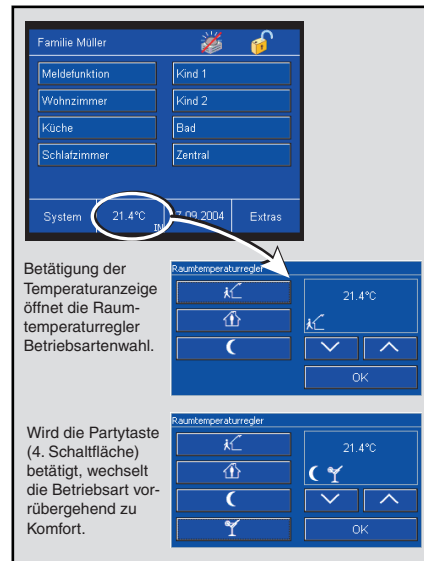 Familie Müller
Meldefunktion Kind 1
Wohnzimmer Kind 2
Küche Bad
Schlafzimmer Zentral
System 21.4°C 7.09.2004 Extras
Betätigung der
Temperaturanzeige
öffnet die Raum-
temperaturregler
Betriebsartenwahl.
Raumtemperaturregler
21.4°C
OK
Wird die Partytaste
(4. Schaltfläche)
betätigt, wechselt
die Betriebsart vor-
rübergehend zu
Komfort.
Raumtemperaturregler
21.4°C
OK